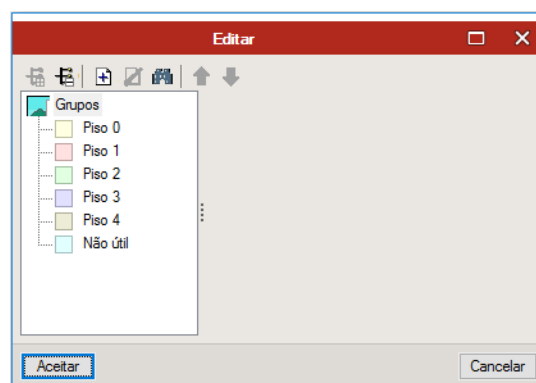 Editar
Grupos
Piso 0
Piso 1
Piso 2
Piso 3
Piso 4
Não útil
Aceitar
Cancelar